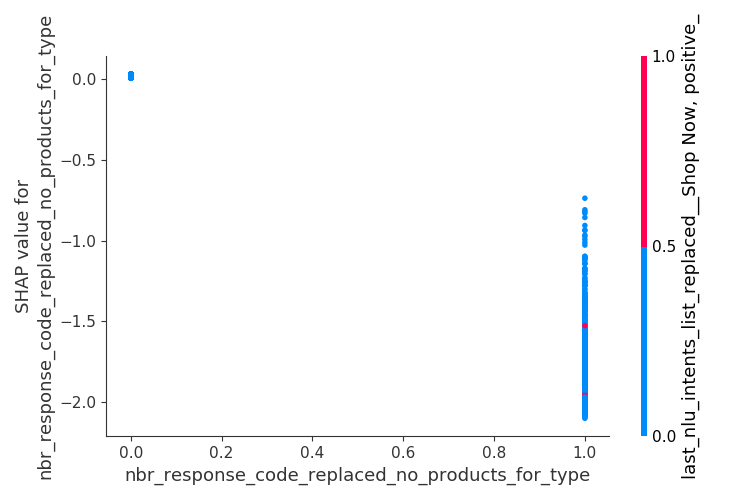 SHAP value for
nbr_response_code_replaced_no_products_for_type
0.0
−0.5
−1.0
−1.5
−2.0
0.0 0.2 0.4 0.6 0.8 1.0
nbr_response_code_replaced_no_products_for_type
1.0
0.5
0.0
last_nlu_intents_list_replaced__Shop Now, positive_